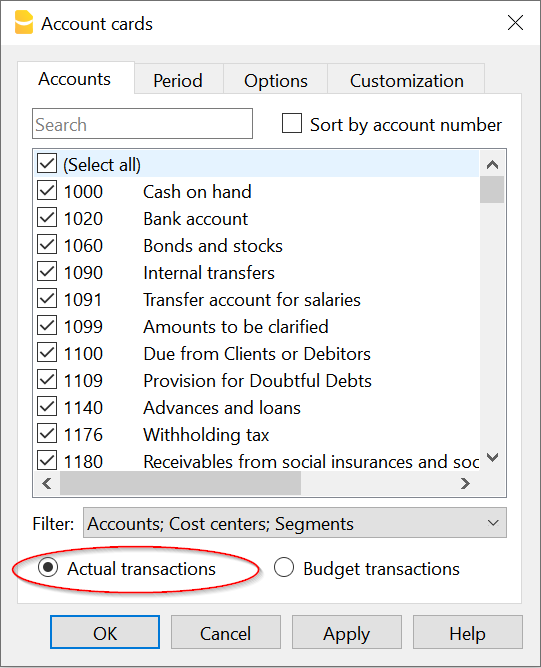 Account cards
Accounts Period Options Customization
Search Sort by account number
(Select all)
1000 Cash on hand
1020 Bank account
1060 Bonds and stocks
1090 Internal transfers
1091 Transfer account for salaries
1099 Amounts to be clarified
1100 Due from Clients or Debitors
1109 Provision for Doubtful Debts
1140 Advances and loans
1176 Withholding tax
1180 Receivables from social insurances and soc
Filter: Accounts; Cost centers; Segments
Actual transactions Budget transactions
OK Cancel Apply Help